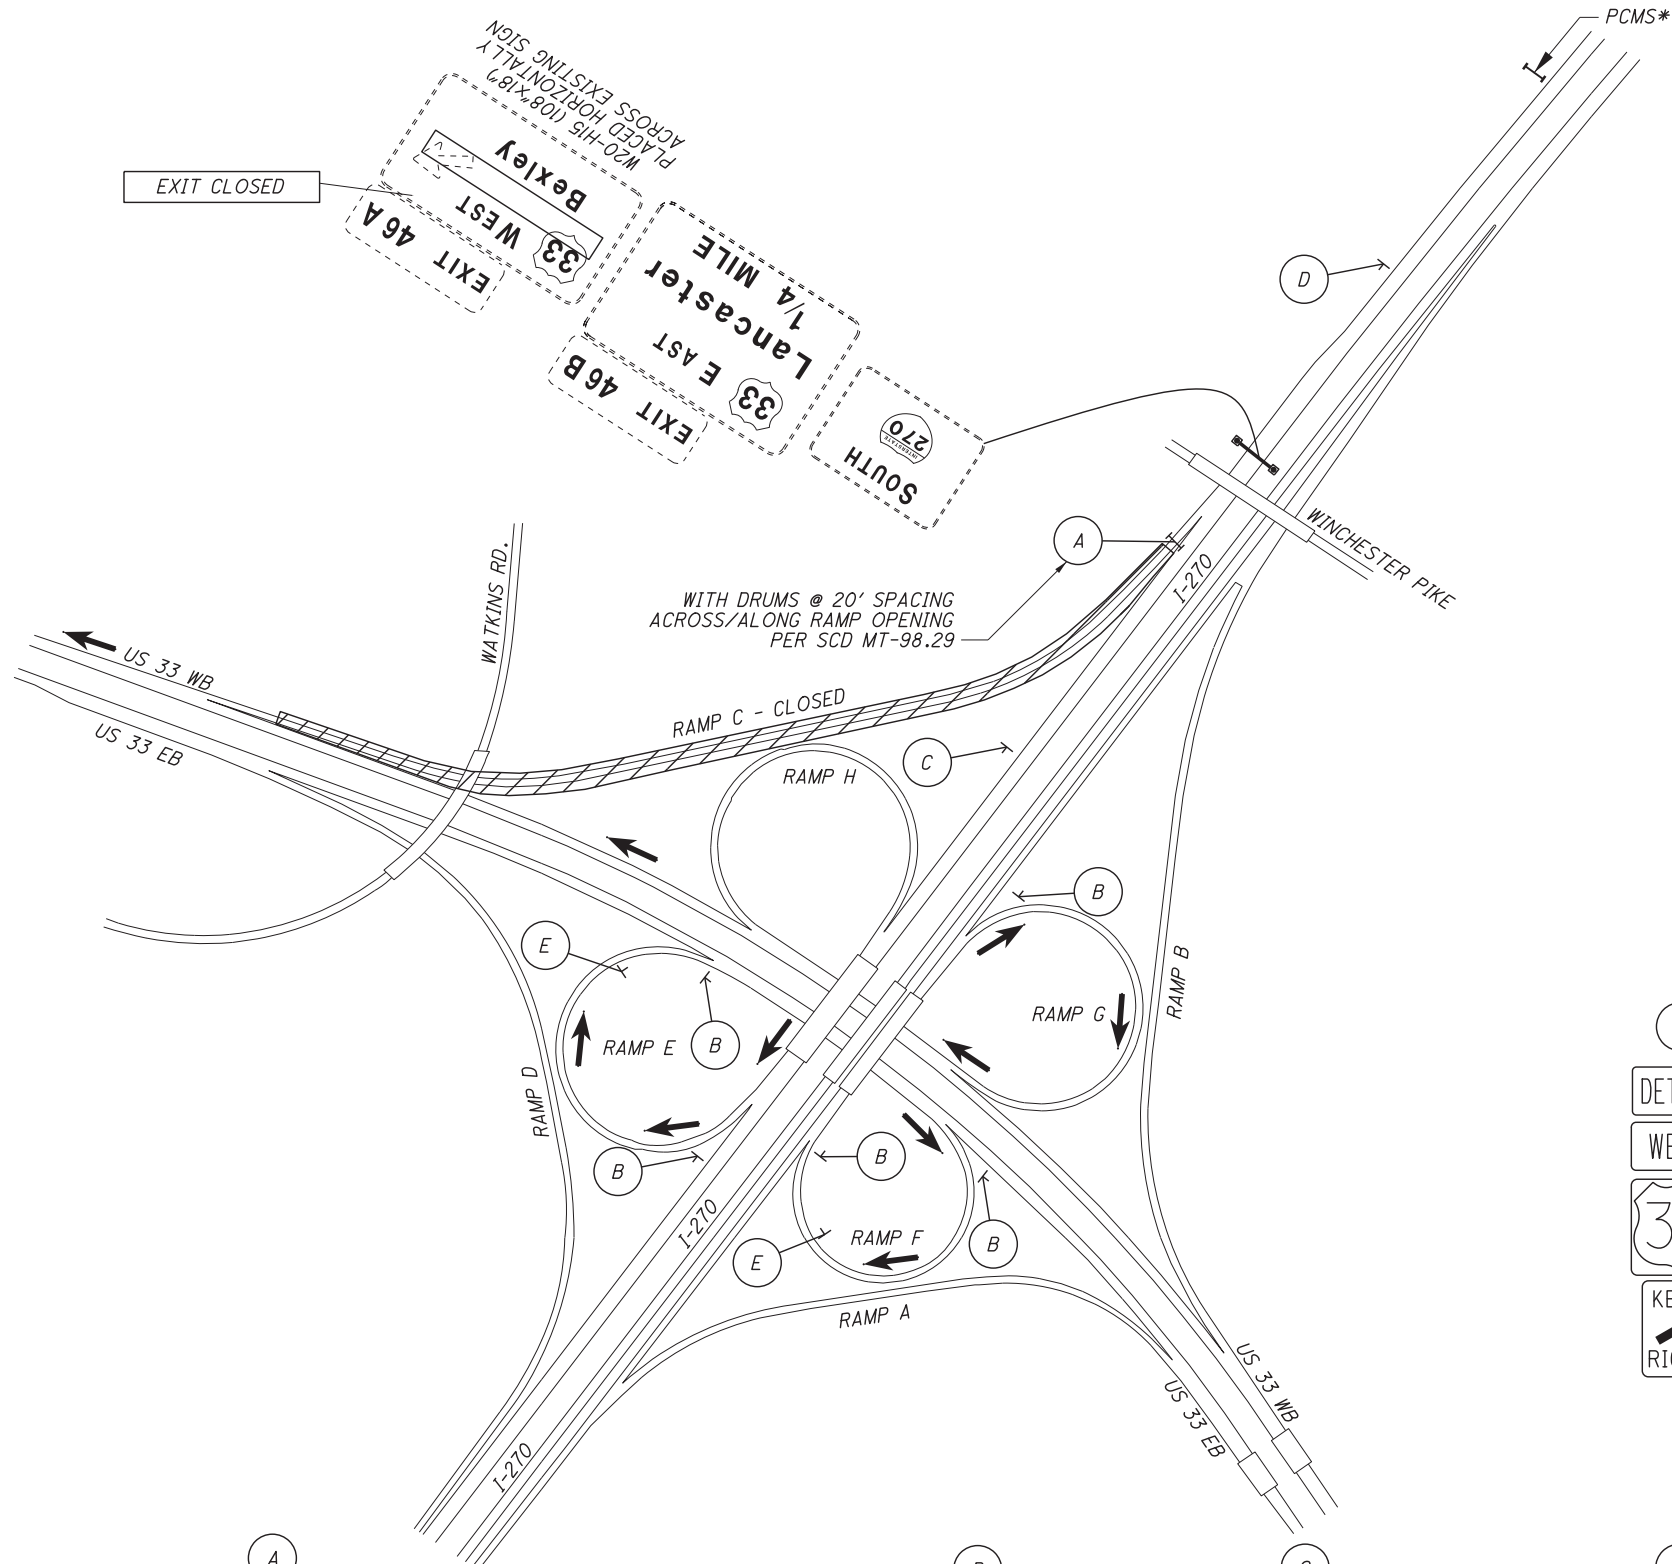 PCMS*
W20-H15 (108"x18")
PLACED HORIZONTALLY
ACROSS EXISTING SIGN
EXIT CLOSED
EXIT 46A
33 WEST
Bexley
EXIT 46B
33 EAST
Lancaster
1/4 MILE
SOUTH
INTERSTATE
270
D
A
WINCHESTER PIKE
I-270
WITH DRUMS @ 20' SPACING
ACROSS/ALONG RAMP OPENING
PER SCD MT-98.29
WATKINS RD.
US 33 WB
US 33 EB
RAMP C - CLOSED
C
RAMP H
B
E
RAMP B
RAMP G
RAMP E
B
RAMP D
B
B
I-270
RAMP F
B
E
RAMP A
US 33 WB
US 33 EB
I-270
A